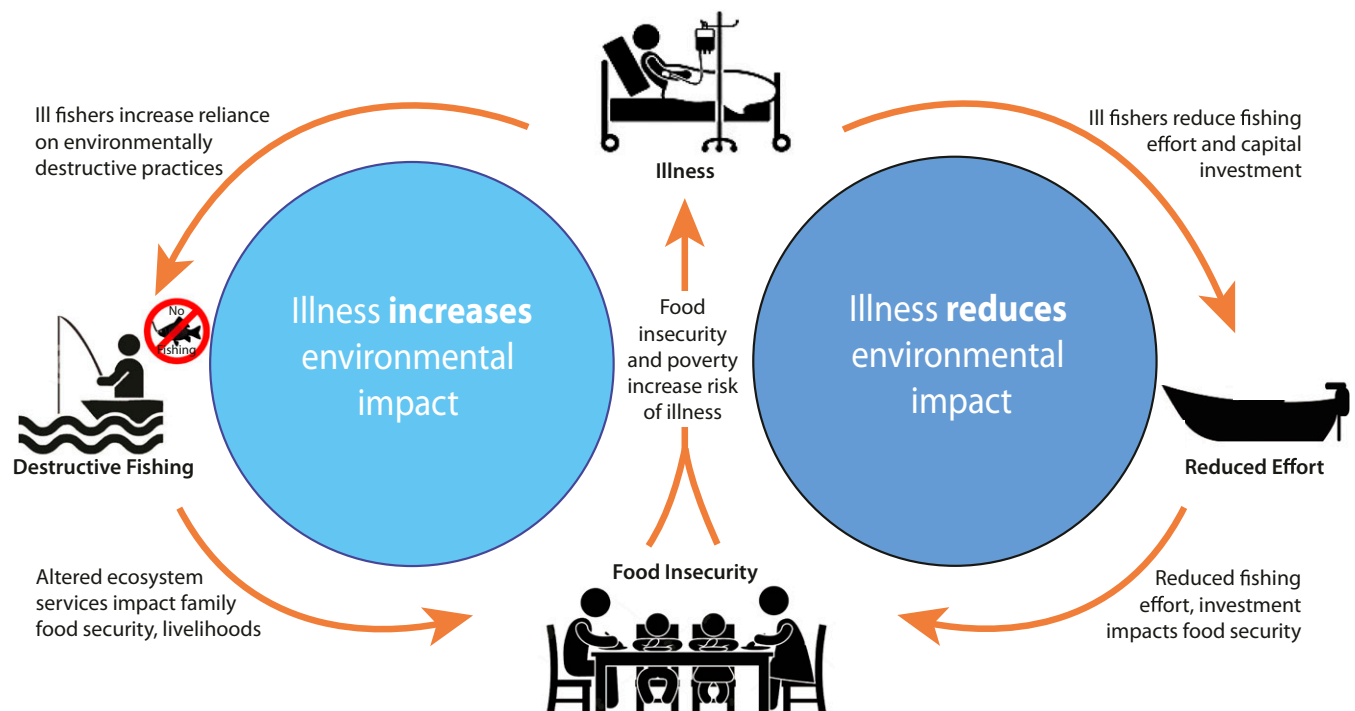 Illness
Ill fishers increase reliance
on environmentally
destructive practices
Ill fishers reduce fishing
effort and capital
investment
Illness increases
environmental
impact
Food
insecurity
and poverty
increase risk
of illness
Illness reduces
environmental
impact
No
Fishing
Destructive Fishing
Reduced Effort
Altered ecosystem
services impact family
food security, livelihoods
Food Insecurity
Reduced fishing
effort, investment
impacts food security